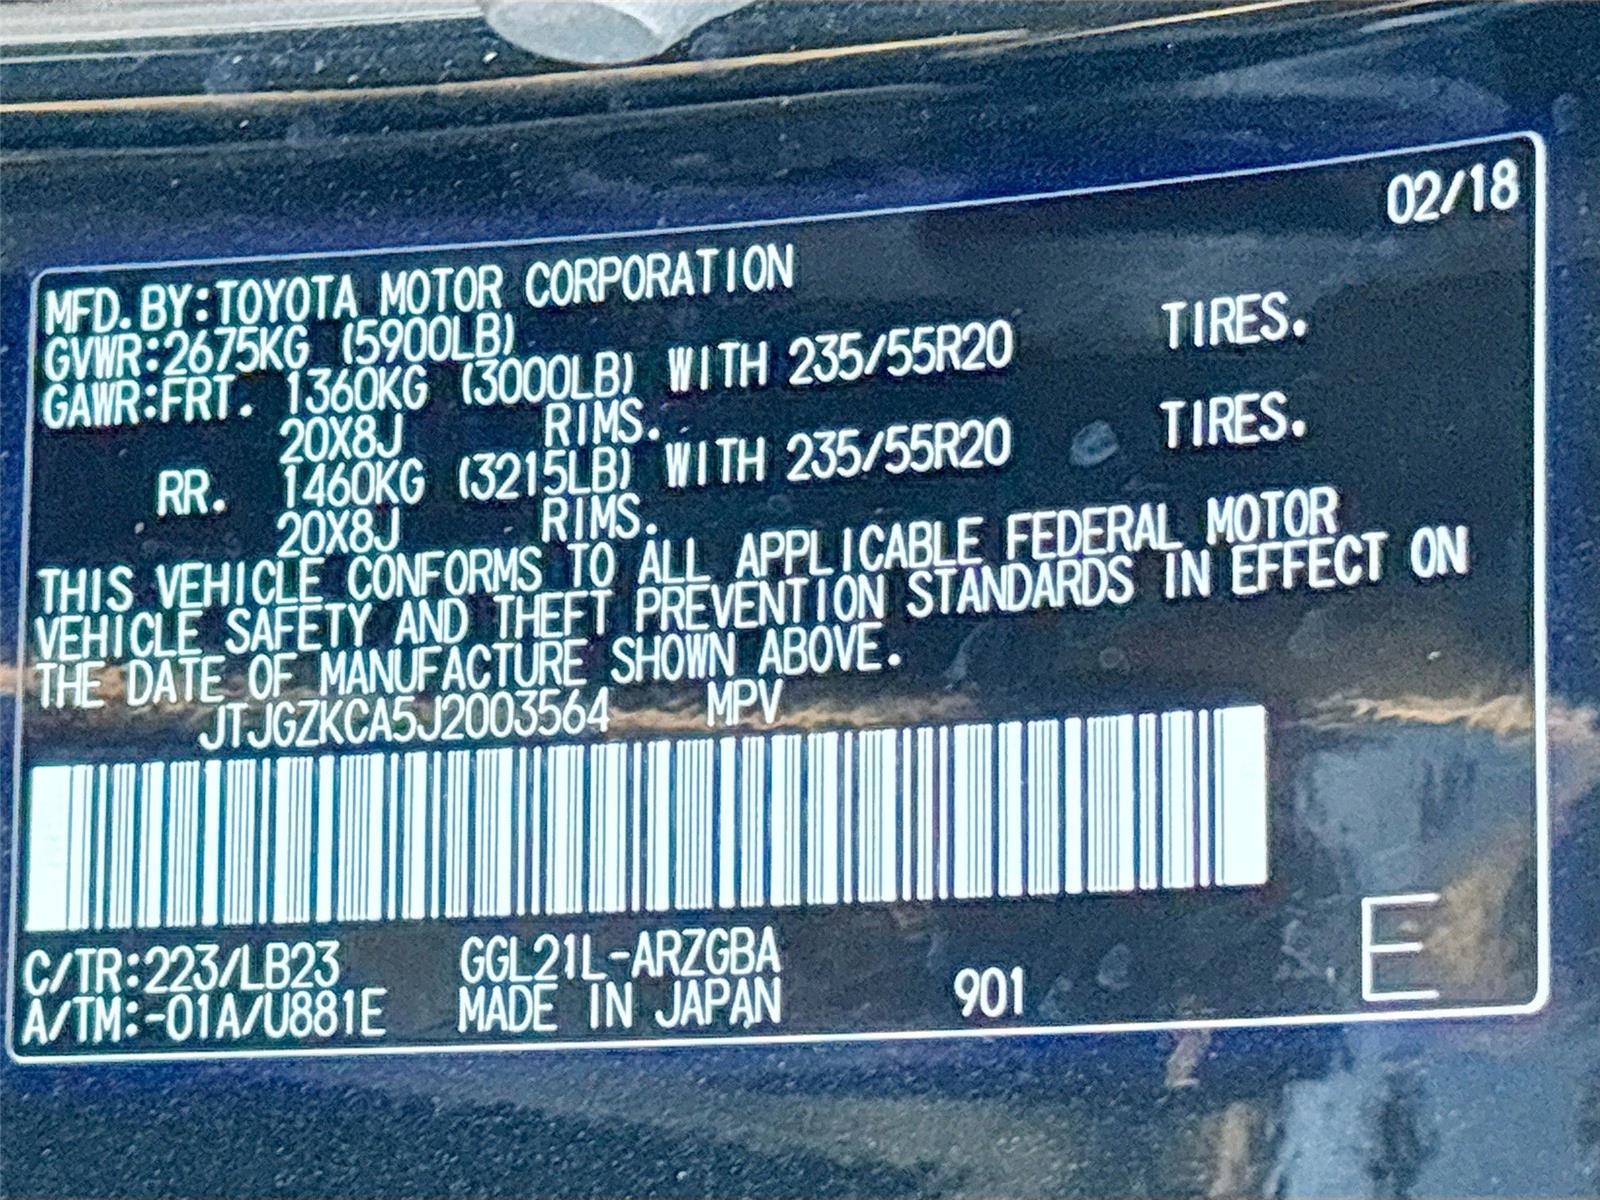 02/18
MFD.BY:TOYOTA MOTOR CORPORATION
GVWR:2675KG (5900LB)
GAWR:FRT. 1360KG (3000LB) WITH 235/55R20 TIRES.
20X8J RIMS.
RR. 1460KG (3215LB) WITH 235/55R20 TIRES.
20X8J RIMS.
THIS VEHICLE CONFORMS TO ALL APPLICABLE FEDERAL MOTOR
VEHICLE SAFETY AND THEFT PREVENTION STANDARDS IN EFFECT ON
THE DATE OF MANUFACTURE SHOWN ABOVE.
JTJGZKCA5J2003564 MPV
C/TR:223/LB23 GGL21L-ARZGBA
A/TM:-01A/U881E MADE IN JAPAN 901 E